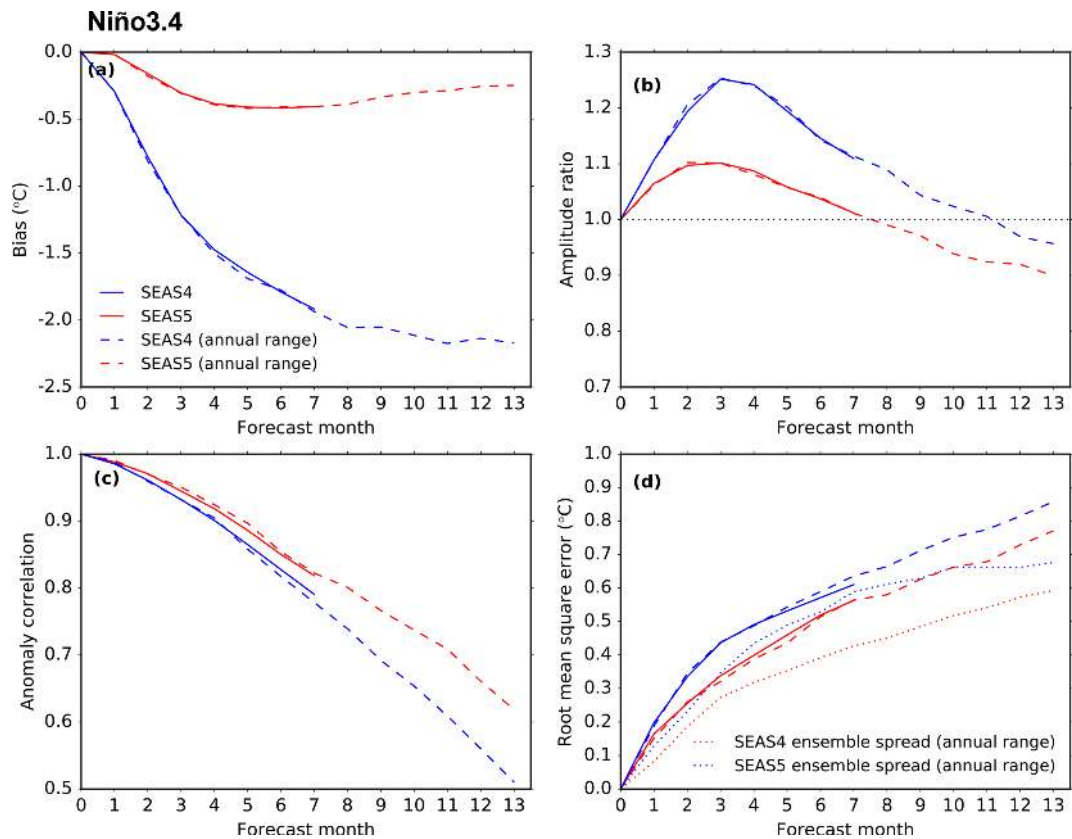 Niño3.4
(a)
Bias (°C)
0.0
-0.5
-1.0
-1.5
-2.0
-2.5
SEAS4
SEAS5
SEAS4 (annual range)
SEAS5 (annual range)
0 1 2 3 4 5 6 7 8 9 10 11 12 13
Forecast month
(b)
Amplitude ratio
1.3
1.2
1.1
1.0
0.9
0.8
0.7
0 1 2 3 4 5 6 7 8 9 10 11 12 13
Forecast month
(c)
Anomaly correlation
1.0
0.9
0.8
0.7
0.6
0.5
0 1 2 3 4 5 6 7 8 9 10 11 12 13
Forecast month
(d)
Root mean square error (°C)
1.0
0.9
0.8
0.7
0.6
0.5
0.4
0.3
0.2
0.1
0.0
SEAS4 ensemble spread (annual range)
SEAS5 ensemble spread (annual range)
0 1 2 3 4 5 6 7 8 9 10 11 12 13
Forecast month